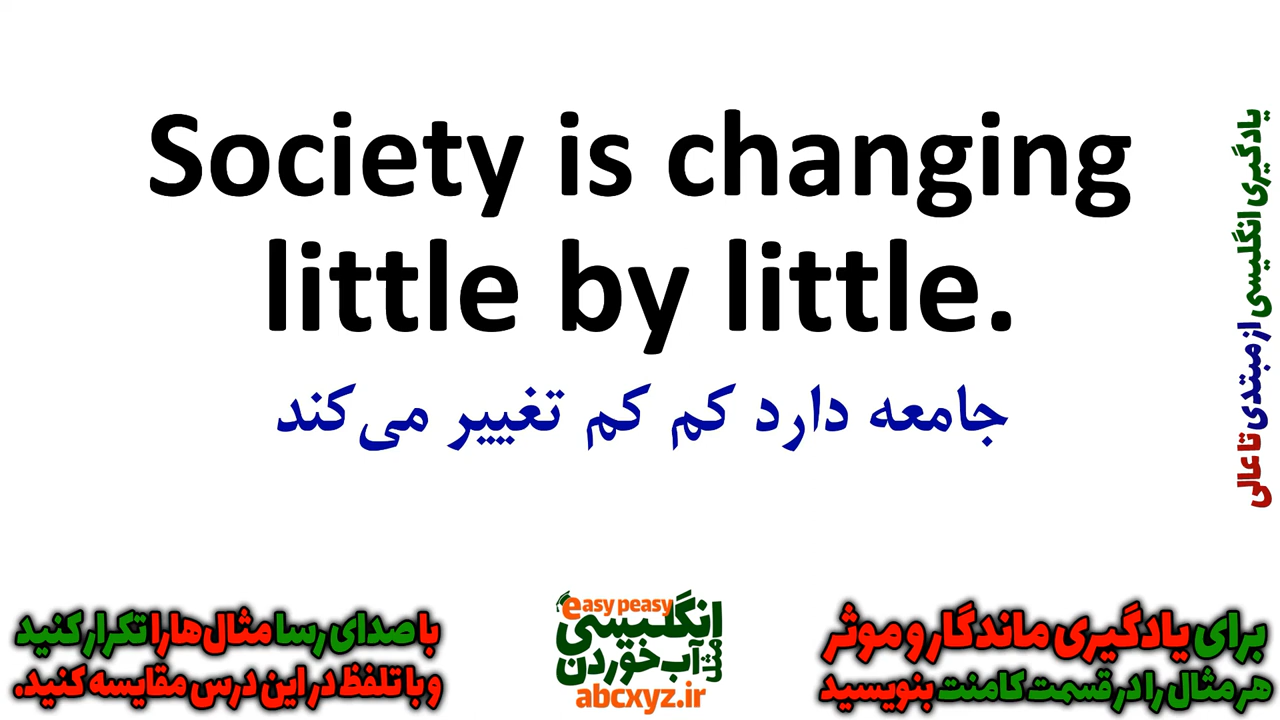 Society is changing
little by little.
جامعه دارد کم کم تغییر می‌کند
یادگیری انگلیسی از مبتدی تا عالی
با صدای رسا مثال‌ها را تکرار کنید
و با تلفظ در این درس مقایسه کنید.
easy peasy
انگلیسی
مثل
آب خوردن
abcxyz.ir
برای یادگیری ماندگار و موثر
هر مثال را در قسمت کامنت بنویسید